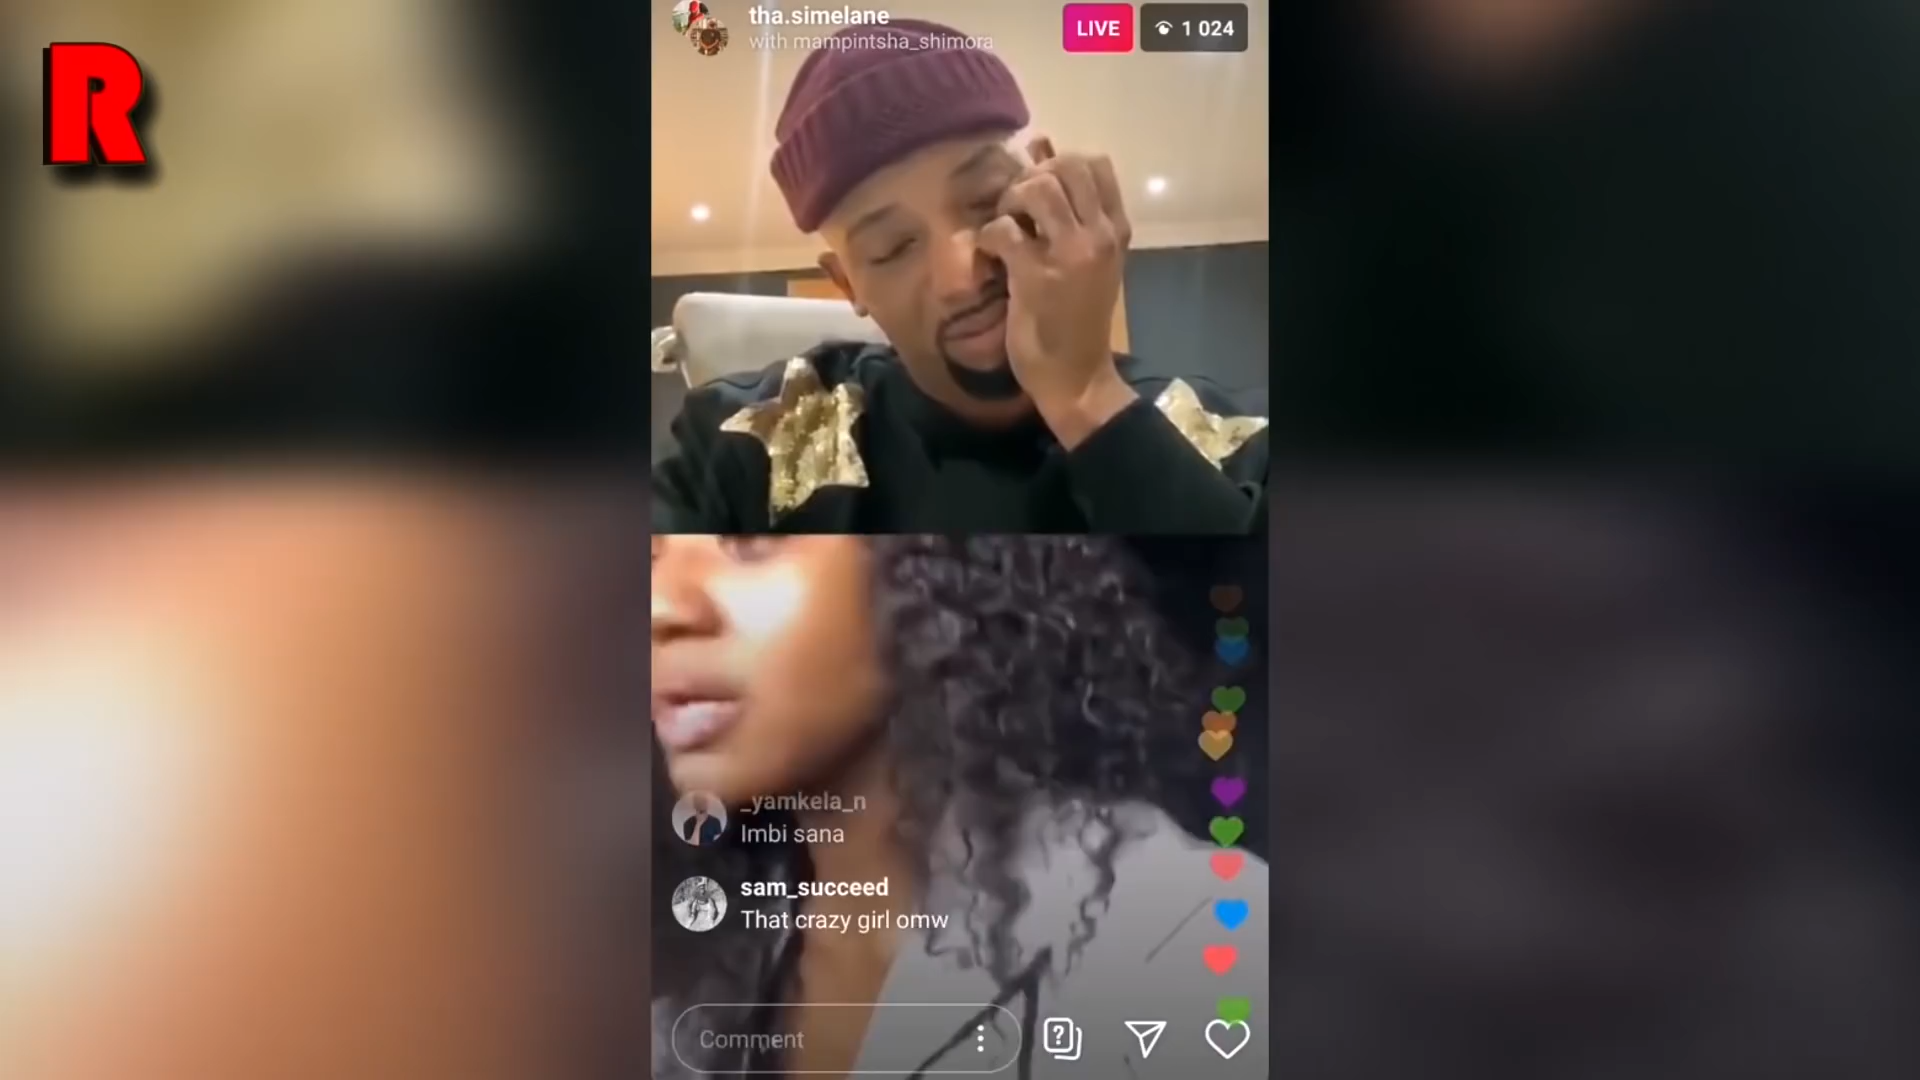 R
tha.simelane
with mampintsha_shimora
LIVE
1 024
_yamkela_n
Imbi sana
sam_succeed
That crazy girl omw
Comment
?